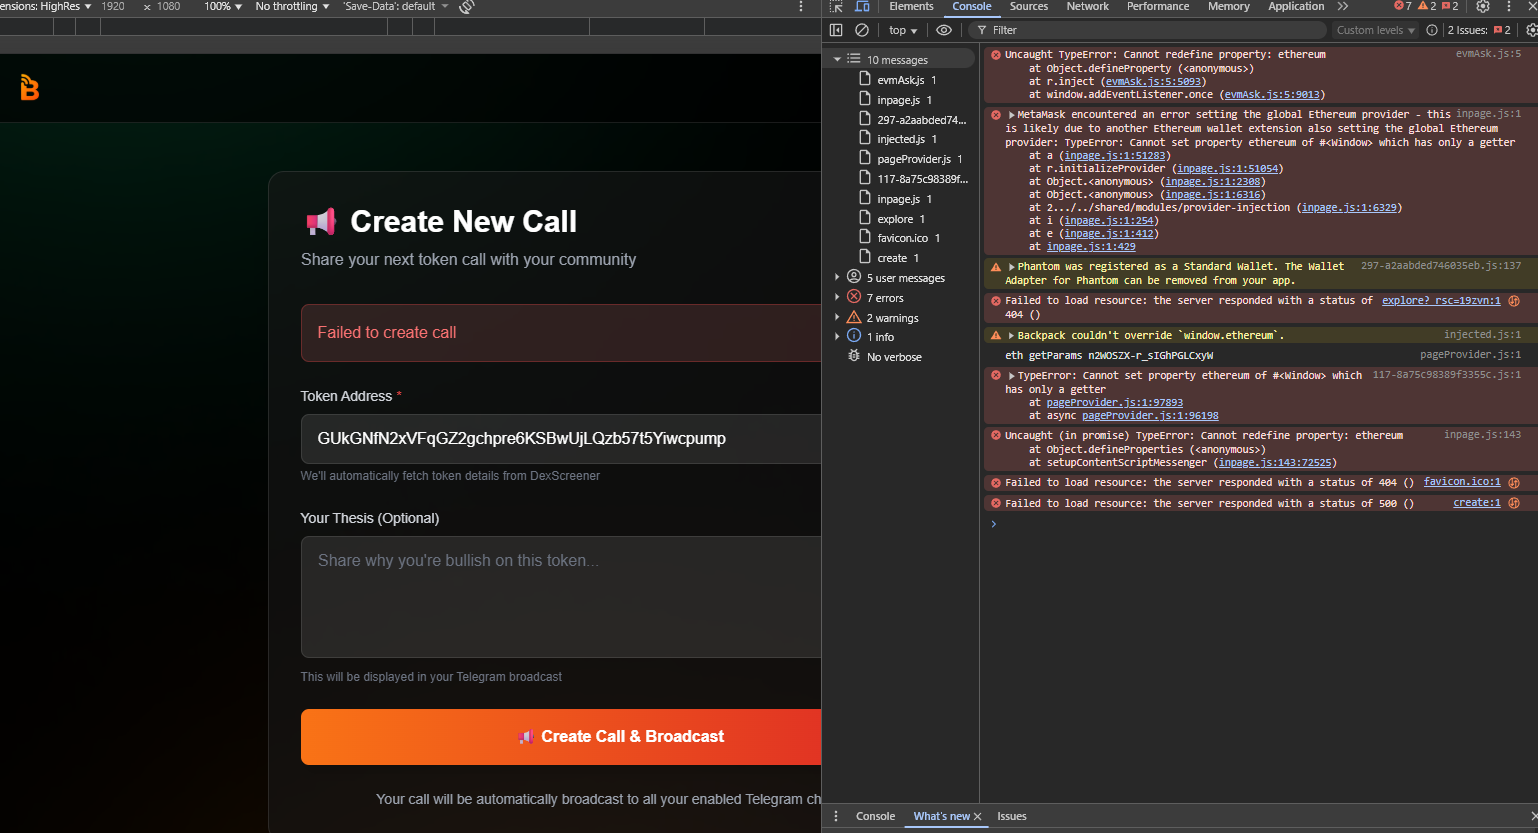 ensions: HighRes ▼ 1920 × 1080 100% ▼ No throttling ▼ 'Save-Data': default ▼
Elements Console Sources Network Performance Memory Application 7 2 2
top ▼ Filter Custom levels ▼ 2 Issues: 2
B
Create New Call
Share your next token call with your community
Failed to create call
Token Address *
GUkGNfN2xVFqGZ2gchpre6KSBwUjLQzb57t5Yiwcpump
We'll automatically fetch token details from DexScreener
Your Thesis (Optional)
Share why you're bullish on this token...
This will be displayed in your Telegram broadcast
Create Call & Broadcast
Your call will be automatically broadcast to all your enabled Telegram ch
10 messages
evmAsk.js 1
inpage.js 1
297-a2aabded74...
injected.js 1
pageProvider.js 1
117-8a75c98389f...
inpage.js 1
explore 1
favicon.ico 1
create 1
5 user messages
7 errors
2 warnings
1 info
No verbose
Uncaught TypeError: Cannot redefine property: ethereum evmAsk.js:5
at Object.defineProperty (<anonymous>)
at r.inject (evmAsk.js:5:5093)
at window.addEventListener.once (evmAsk.js:5:9013)
MetaMask encountered an error setting the global Ethereum provider - this inpage.js:1
is likely due to another Ethereum wallet extension also setting the global Ethereum
provider: TypeError: Cannot set property ethereum of #<Window> which has only a getter
at a (inpage.js:1:51283)
at r.initializeProvider (inpage.js:1:51054)
at Object.<anonymous> (inpage.js:1:2308)
at Object.<anonymous> (inpage.js:1:6316)
at 2.../../shared/modules/provider-injection (inpage.js:1:6329)
at i (inpage.js:1:254)
at e (inpage.js:1:412)
at inpage.js:1:429
Phantom was registered as a Standard Wallet. The Wallet 297-a2aabded746035eb.js:137
Adapter for Phantom can be removed from your app.
Failed to load resource: the server responded with a status of explore?_rsc=19zvn:1
404 ()
Backpack couldn't override `window.ethereum`. injected.js:1
eth getParams n2WOSZX-r_sIGhPGLCxyW pageProvider.js:1
TypeError: Cannot set property ethereum of #<Window> which 117-8a75c98389f3355c.js:1
has only a getter
at pageProvider.js:1:97893
at async pageProvider.js:1:96198
Uncaught (in promise) TypeError: Cannot redefine property: ethereum inpage.js:143
at Object.defineProperties (<anonymous>)
at setupContentScriptMessenger (inpage.js:143:72525)
Failed to load resource: the server responded with a status of 404 () favicon.ico:1
Failed to load resource: the server responded with a status of 500 () create:1
Console What's new Issues